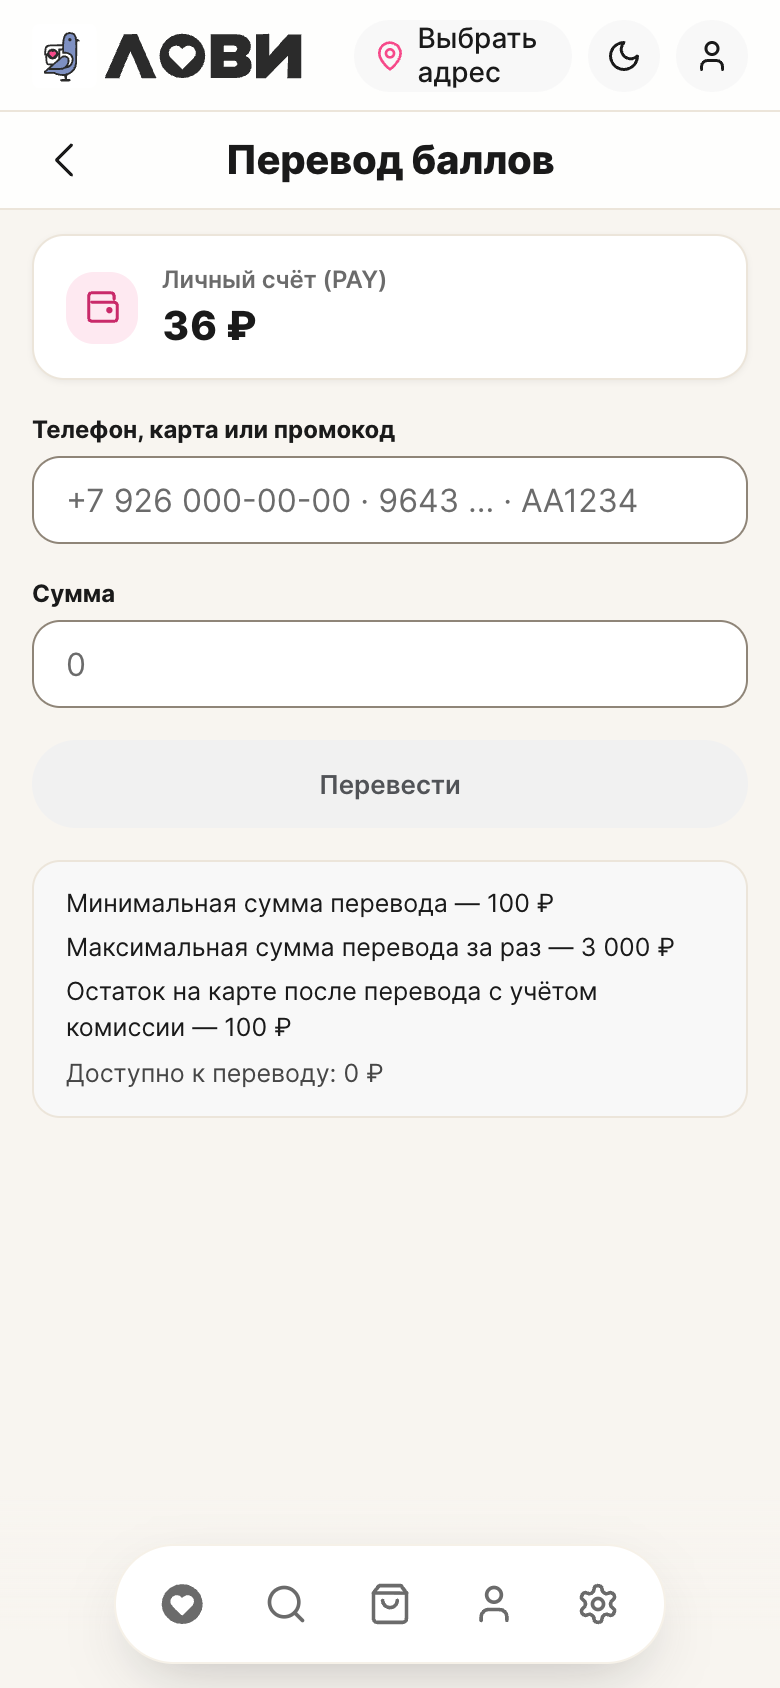 ЛОВИ
Выбрать
адрес
Перевод баллов
Личный счёт (PAY)
36 ₽
Телефон, карта или промокод
+7 926 000-00-00 · 9643 ... · AA1234
Сумма
0
Перевести
Минимальная сумма перевода — 100 ₽
Максимальная сумма перевода за раз — 3 000 ₽
Остаток на карте после перевода с учётом
комиссии — 100 ₽
Доступно к переводу: 0 ₽